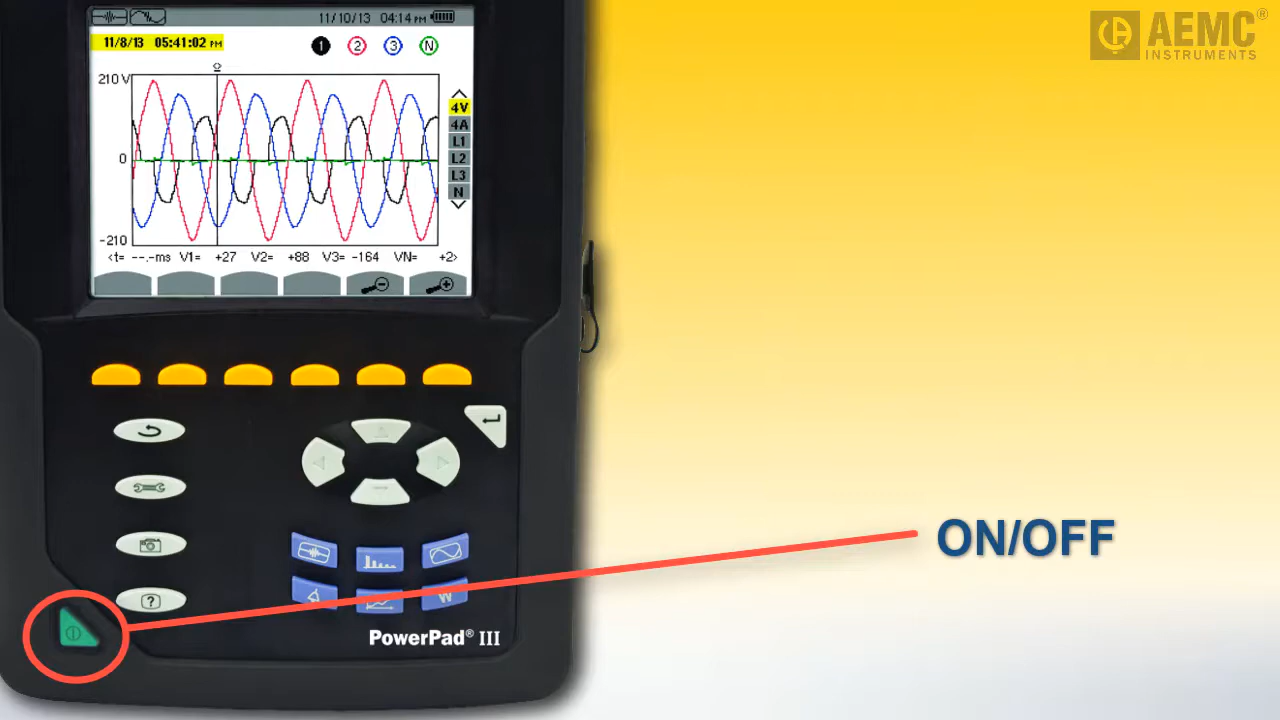 11/10/13 04:14 PM
11/8/13 05:41:02 PM
1 2 3 N
210 V
0
-210
4V
4A
L1
L2
L3
N
<t= --.-ms V1= +27 V2= +88 V3= -164 VN= +2>
?
W
PowerPad® III
ON/OFF
AEMC®
INSTRUMENTS